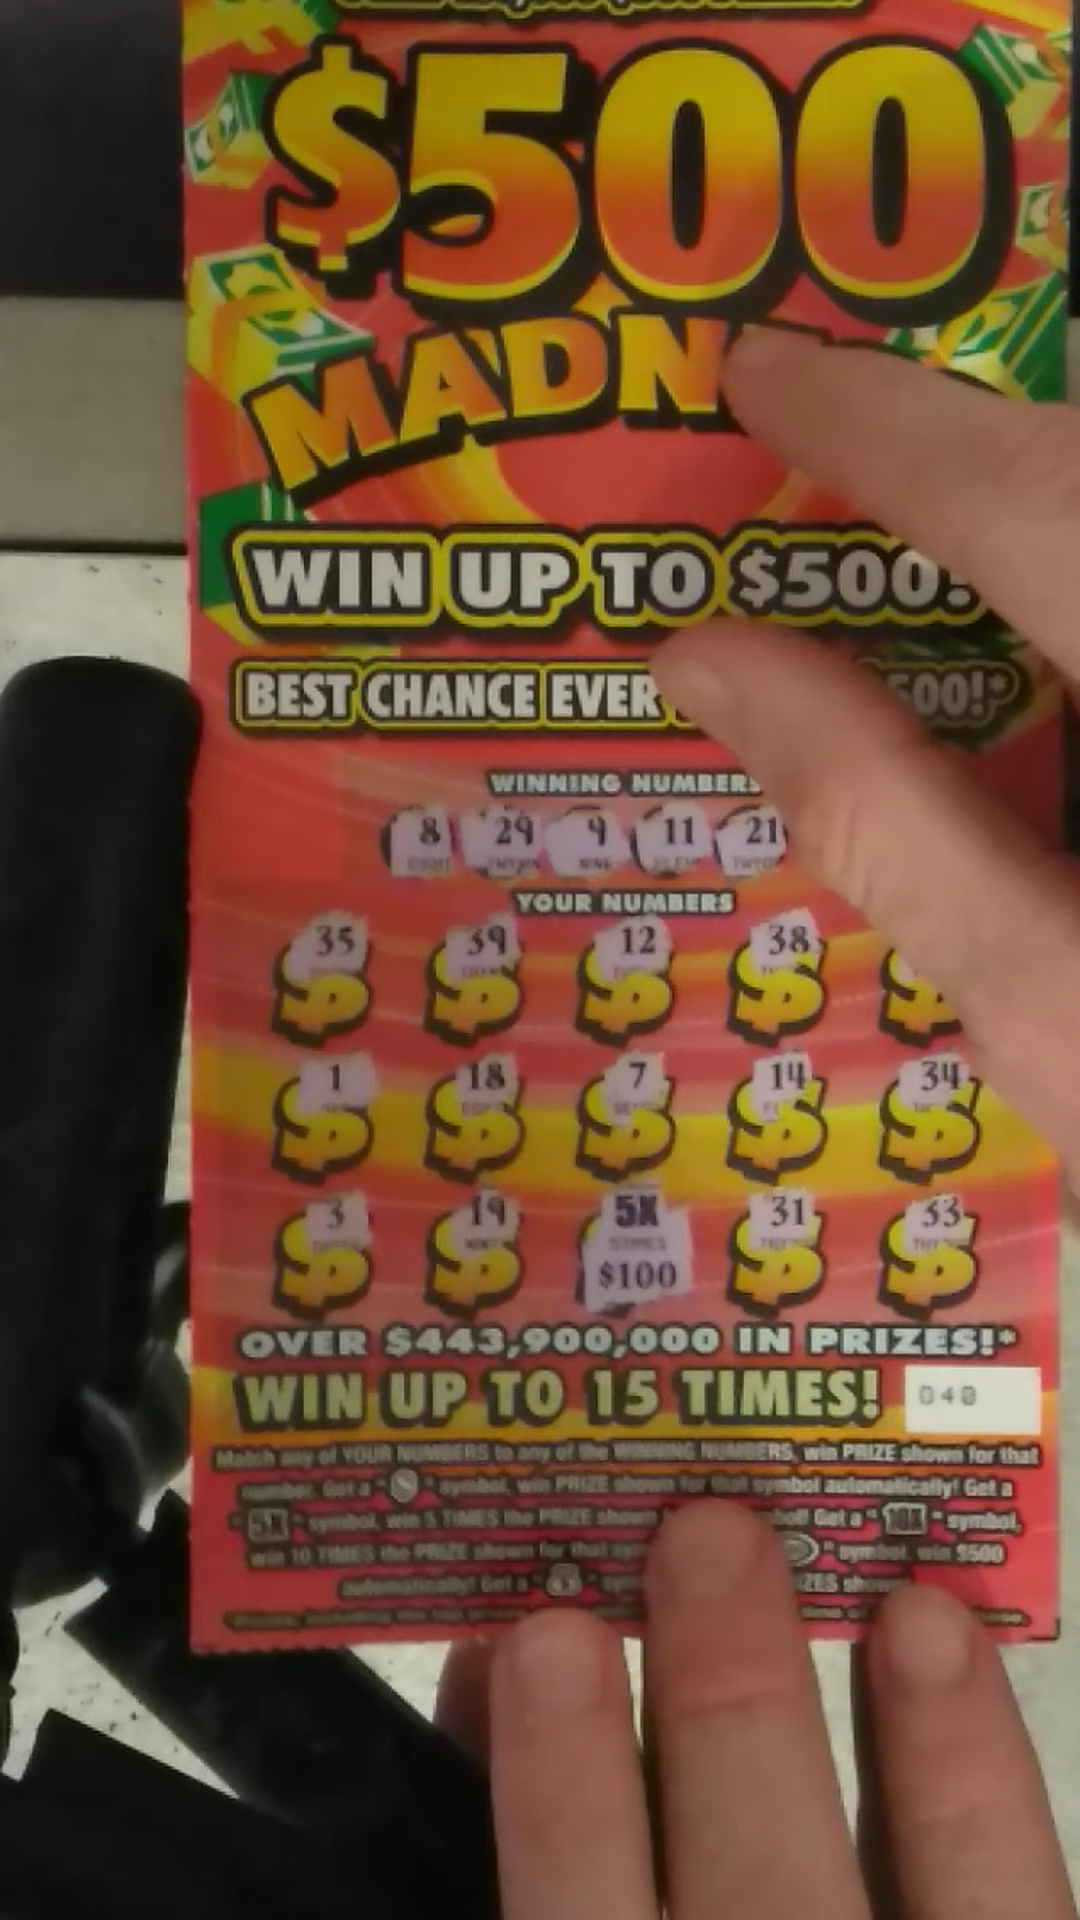 $500
MADN
WIN UP TO $500!
BEST CHANCE EVER 500!*
WINNING NUMBERS
8 29 9 11 21
EIGHT NINE
YOUR NUMBERS
35 39 12 38
1 18 7 14 34
3 19 5X 31 33
5TIMES
$100
OVER $443,900,000 IN PRIZES!*
WIN UP TO 15 TIMES! 040
Match any of YOUR NUMBERS to any of the WINNING NUMBERS, win PRIZE shown for that
number. Get a " " symbol, win PRIZE shown for that symbol automatically! Get a
"5X" symbol, win 5 TIMES the PRIZE shown Get a "10X" symbol,
win 10 TIMES the PRIZE shown for that " symbol, win $500
automatically! Get a "